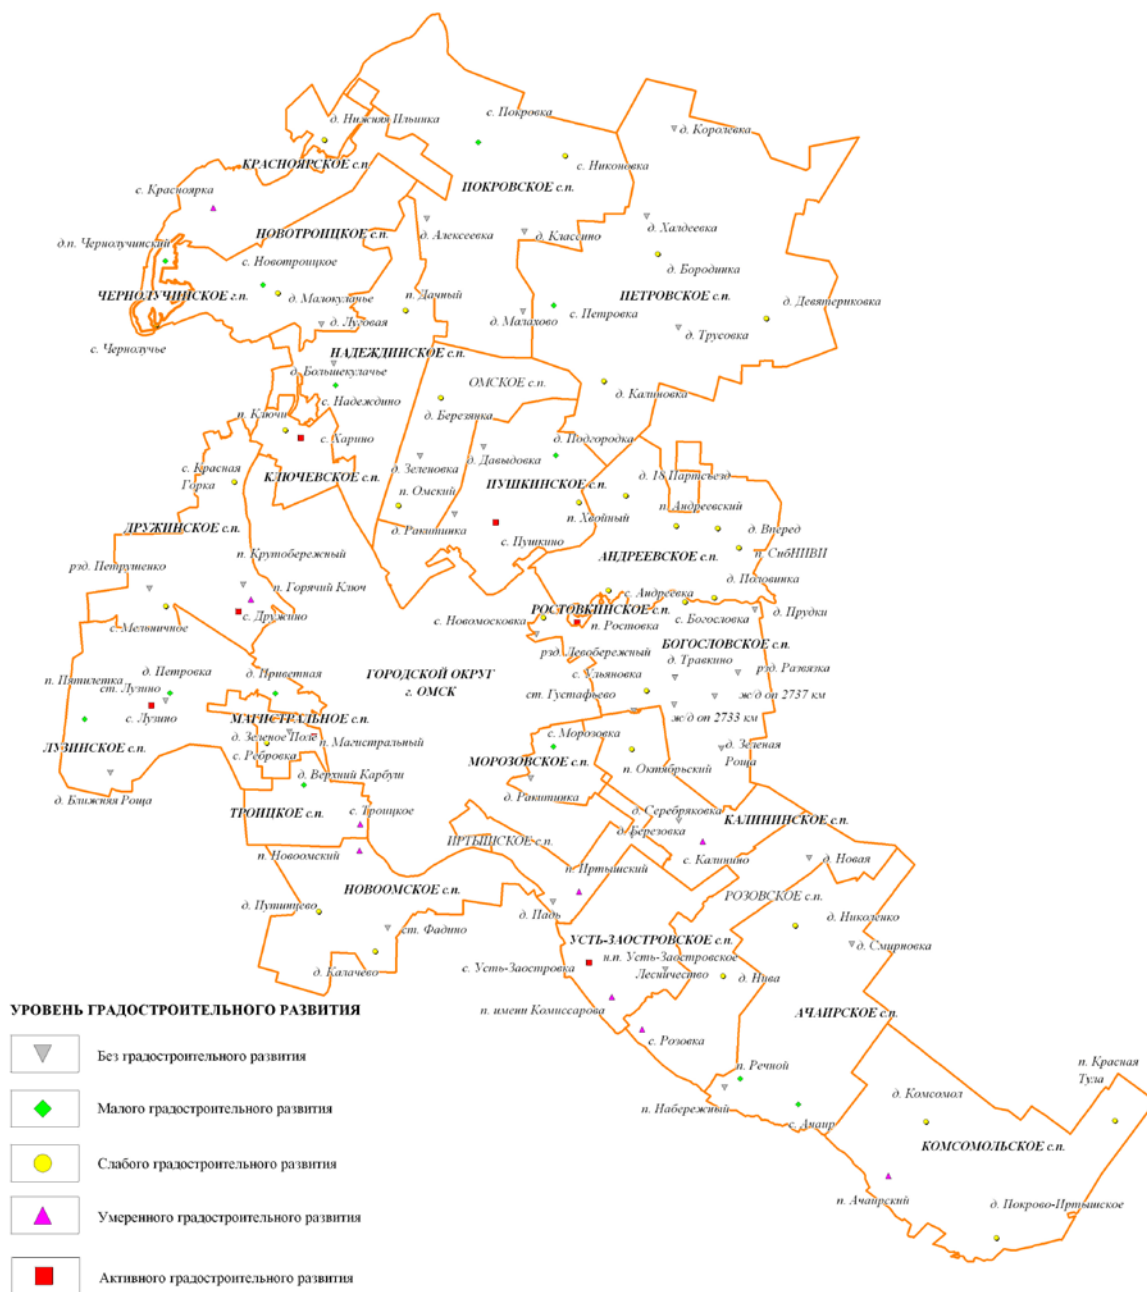 с. Покровка
д. Нижняя Ильинка
д. Королевка
КРАСНОЯРСКОЕ с.п.
с. Никоновка
с. Красноярка
ПОКРОВСКОЕ с.п.
НОВОТРОИЦКОЕ с.п.
д. Алексеевка
д. Классино
д. Халдеевка
д.п. Чернолучинский
с. Новотроицкое
д. Бородинка
ЧЕРНОЛУЧИНСКОЕ г.п.
д. Малокулачье
п. Дачный
ПЕТРОВСКОЕ с.п.
д. Девятериковка
д. Луговая
д. Малахово
с. Петровка
д. Трусовка
с. Чернолучье
НАДЕЖДИНСКОЕ с.п.
д. Большекулачье
ОМСКОЕ с.п.
с. Надеждино
д. Калиновка
п. Ключи
д. Березянка
с. Харино
д. Подгородка
с. Красная
Горка
КЛЮЧЕВСКОЕ с.п.
д. Зеленовка
д. Давыдовка
ПУШКИНСКОЕ с.п.
д. 18 Партсъезд
п. Омский
п. Хвойный
п. Андреевский
ДРУЖИНСКОЕ с.п.
д. Ракитинка
с. Пушкино
д. Вперед
п. Крутобережный
АНДРЕЕВСКОЕ с.п.
п. СибНИВИ
рзд. Петрушенко
п. Горячий Ключ
д. Половинка
с. Андреевка
с. Мельничное
с. Дружино
с. Новомосковка
РОСТОВКИНСКОЕ с.п.
п. Ростовка
с. Богословка
д. Прудки
рзд. Левобережный
БОГОСЛОВСКОЕ с.п.
ГОРОДСКОЙ ОКРУГ
г. ОМСК
д. Травкино
рзд. Развязка
п. Пятилетка
д. Петровка
д. Приветная
с. Ульяновка
ст. Лузино
ст. Густафьево
ж/д оп 2737 км
с. Лузино
МАГИСТРАЛЬНОЕ с.п.
ж/д оп 2733 км
ЛУЗИНСКОЕ с.п.
д. Зеленое Поле
п. Магистральный
с. Морозовка
с. Ребровка
МОРОЗОВСКОЕ с.п.
п. Октябрьский
д. Зеленая
Роща
д. Ближняя Роща
д. Верхний Карбуш
д. Ракитинка
ТРОИЦКОЕ с.п.
с. Троицкое
д. Серебряковка
КАЛИНИНСКОЕ с.п.
ИРТЫШСКОЕ с.п.
д. Березовка
п. Новоомский
с. Калинино
д. Новая
НОВООМСКОЕ с.п.
п. Иртышский
РОЗОВСКОЕ с.п.
д. Путинцево
д. Падь
д. Николенко
ст. Фадино
УСТЬ-ЗАОСТРОВСКОЕ с.п.
д. Смирновка
д. Калачево
с. Усть-Заостровка
н.п. Усть-Заостровское
Лесничество
д. Нива
п. имени Комиссарова
АЧАИРСКОЕ с.п.
с. Розовка
п. Речной
п. Красная
Тула
п. Набережный
д. Комсомол
с. Ачаир
КОМСОМОЛЬСКОЕ с.п.
п. Ачаирский
д. Покрово-Иртышское
УРОВЕНЬ ГРАДОСТРОИТЕЛЬНОГО РАЗВИТИЯ
Без градостроительного развития
Малого градостроительного развития
Слабого градостроительного развития
Умеренного градостроительного развития
Активного градостроительного развития